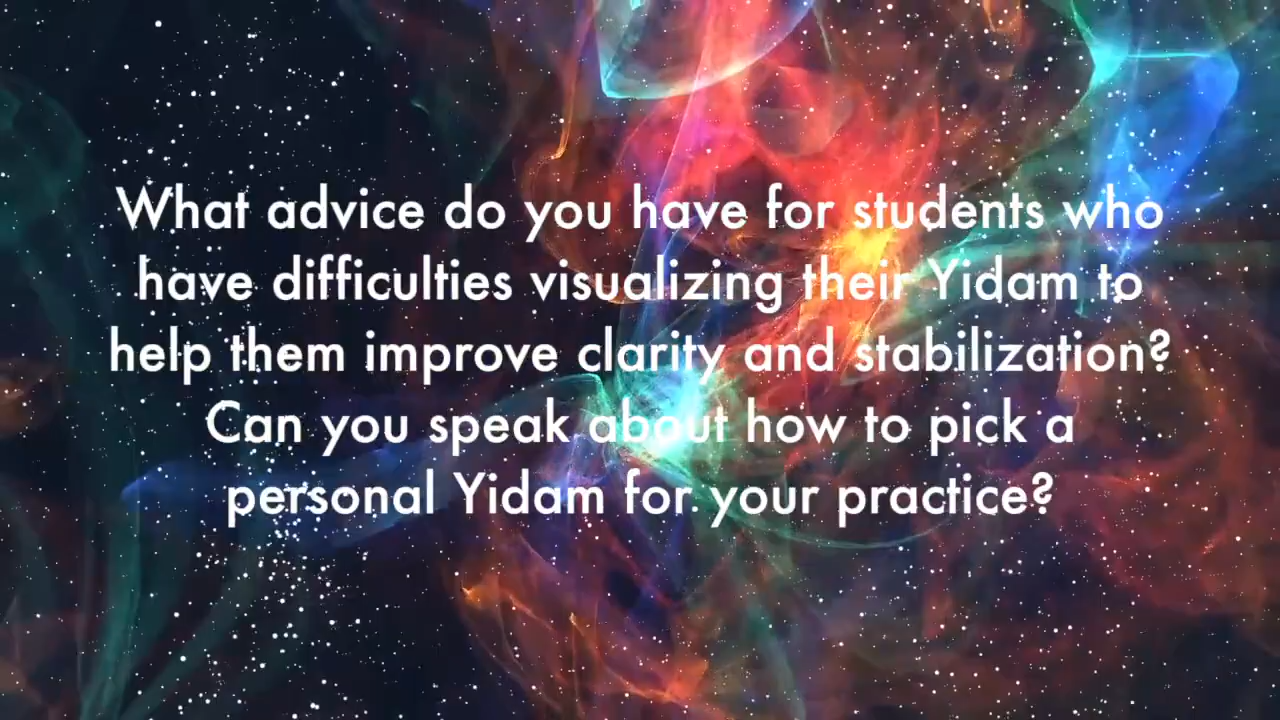 What advice do you have for students who
have difficulties visualizing their Yidam to
help them improve clarity and stabilization?
Can you speak about how to pick a
personal Yidam for your practice?